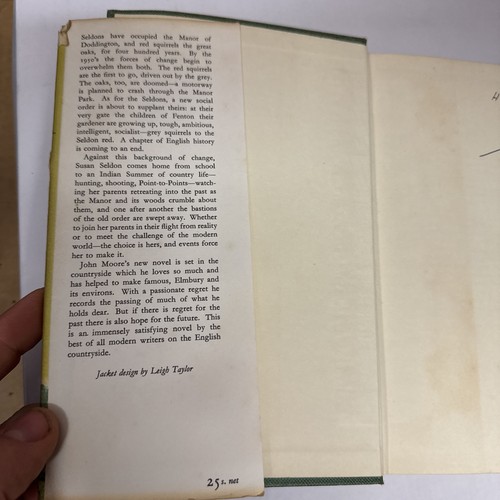 Seldons have occupied the Manor of
Doddington, and red squirrels the great
oaks, for four hundred years. By the
1950's the forces of change begin to
overwhelm them both. The red squirrels
are the first to go, driven out by the grey.
The oaks, too, are doomed—a motorway
is planned to crash through the Manor
Park. As for the Seldons, a new social
order is about to supplant theirs: at their
very gate the children of Fenton their
gardener are growing up, tough, ambitious,
intelligent, socialist—grey squirrels to the
Seldon red. A chapter of English history
is coming to an end.
Against this background of change,
Susan Seldon comes home from school
to an Indian Summer of country life—
hunting, shooting, Point-to-Points—watch-
ing her parents retreating into the past as
the Manor and its woods crumble about
them, and one after another the bastions
of the old order are swept away. Whether
to join her parents in their flight from reality
or to meet the challenge of the modern
world—the choice is hers, and events force
her to make it.
John Moore's new novel is set in the
countryside which he loves so much and
has helped to make famous, Elmbury and
its environs. With a passionate regret he
records the passing of much of what he
holds dear. But if there is regret for the
past there is also hope for the future. This
is an immensely satisfying novel by the
best of all modern writers on the English
countryside.
Jacket design by Leigh Taylor
25s. net